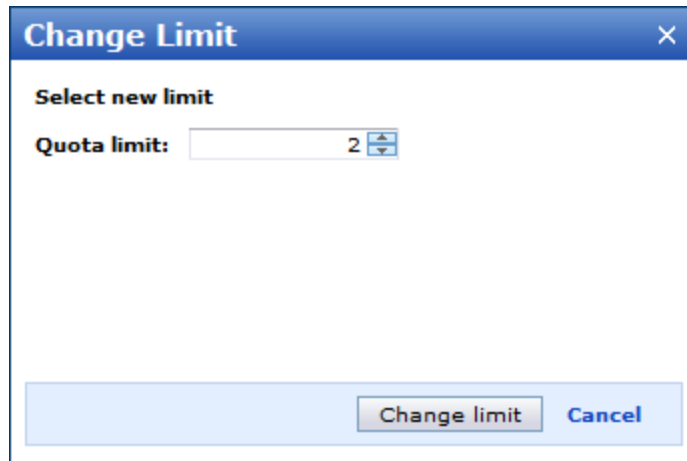 Change Limit
Select new limit
Quota limit: 2
Change limit Cancel